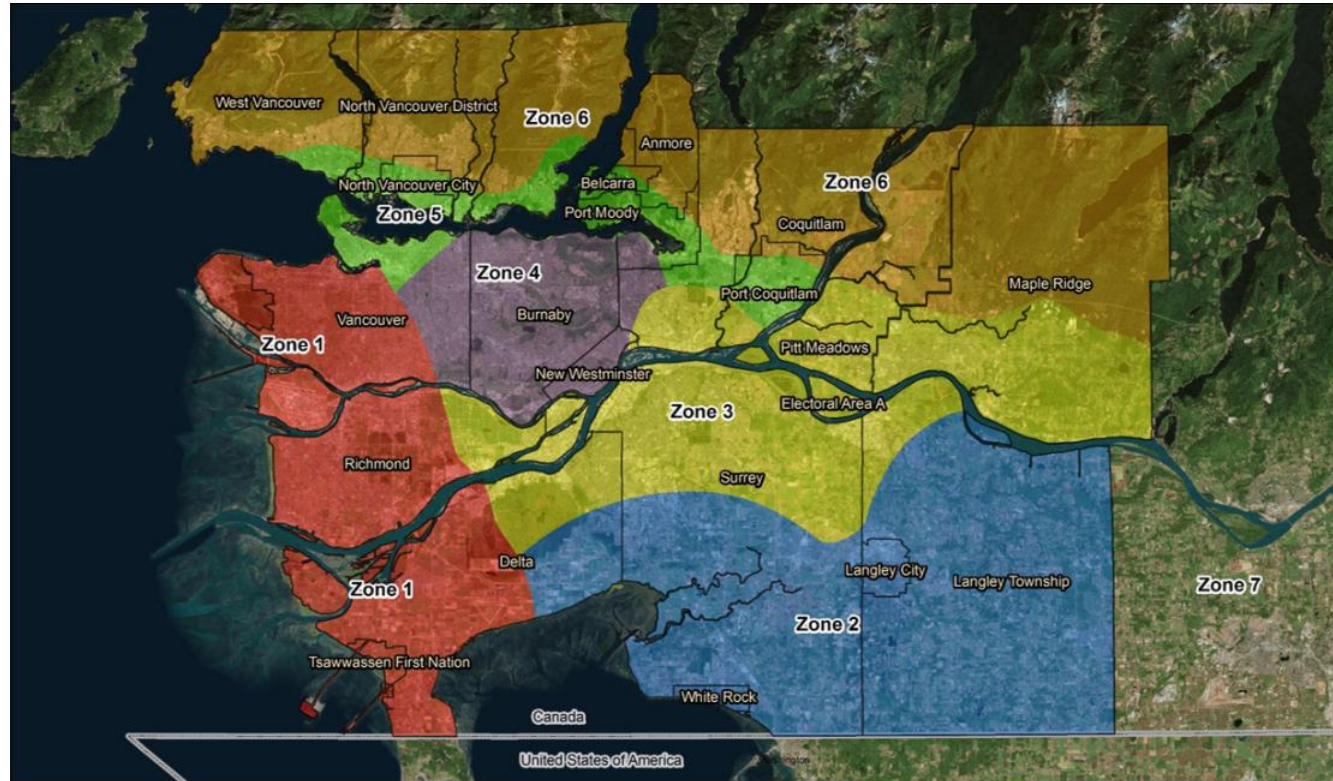 West Vancouver
North Vancouver District
Zone 6
Anmore
North Vancouver City
Belcarra
Zone 6
Zone 5
Port Moody
Coquitlam
Zone 4
Port Coquitlam
Maple Ridge
Vancouver
Burnaby
Zone 1
Pitt Meadows
New Westminster
Electoral Area A
Zone 3
Richmond
Surrey
Delta
Langley City
Langley Township
Zone 7
Zone 1
Zone 2
Tsawwassen First Nation
White Rock
Canada
United States of America